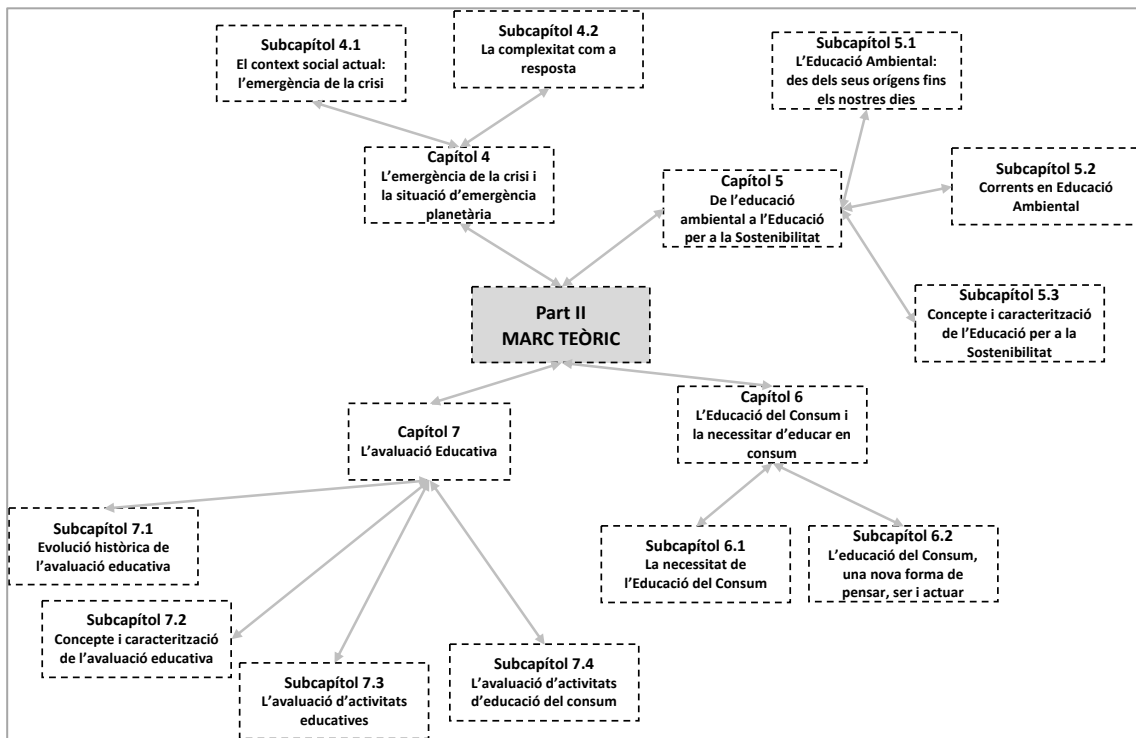 Subcapítol 4.1
El context social actual:
l’emergència de la crisi
Subcapítol 4.2
La complexitat com a
resposta
Subcapítol 5.1
L’Educació Ambiental:
des dels seus orígens fins
els nostres dies
Capítol 4
L’emergència de la crisi i
la situació d’emergència
planetària
Capítol 5
De l’educació
ambiental a l’Educació
per a la Sostenibilitat
Subcapítol 5.2
Corrents en Educació
Ambiental
Subcapítol 5.3
Concepte i caracterització
de l’Educació per a la
Sostenibilitat
Part II
MARC TEÒRIC
Capítol 7
L’avaluació Educativa
Capítol 6
L’Educació del Consum i
la necessitar d’educar en
consum
Subcapítol 7.1
Evolució històrica de
l’avaluació educativa
Subcapítol 6.1
La necessitat de
l’Educació del Consum
Subcapítol 6.2
L’educació del Consum,
una nova forma de
pensar, ser i actuar
Subcapítol 7.2
Concepte i caracterització
de l’avaluació educativa
Subcapítol 7.3
L’avaluació d’activitats
educatives
Subcapítol 7.4
L’avaluació d’activitats
d’educació del consum